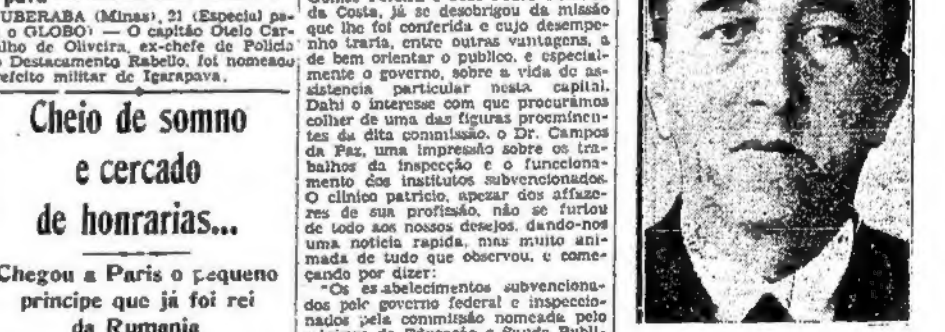 UBERABA (Minas), 21 (Especial pa-
o GLOBO) — O capitão Otelo Car-
lho de Oliveira, ex-chefe de Policia
Destacamento Rabello, foi nomeado
efeito militar de Igarapava.
Cheio de somno
e cercado
de honrarias...
Chegou a Paris o pequeno
principe que já foi rei
da Rumania
da Costa, já se desobrigou da missão
que lhe foi conferida e cujo desempe-
nho traria, entre outras vantagens, a
de bem orientar o publico, e especial-
mente o governo, sobre a vida de as-
sistencia particular nesta capital.
Dahi o interesse com que procurámos
colher de uma das figuras proeminen-
tes da dita commissão, o Dr. Campos
da Paz, uma impressão sobre os tra-
balhos da inspecção e o funcciona-
mento dos institutos subvencionados.
O clinico patricio, apezar dos affaze-
res de sua profissão, não se furtou
de todo aos nossos desejos, dando-nos
uma noticia rapida, mas muito ani-
mada de tudo que observou, e come-
çando por dizer:
"Os estabelecimentos subvenciona-
dos pelo governo federal e inspeccio-
nados pela commissão nomeada pelo